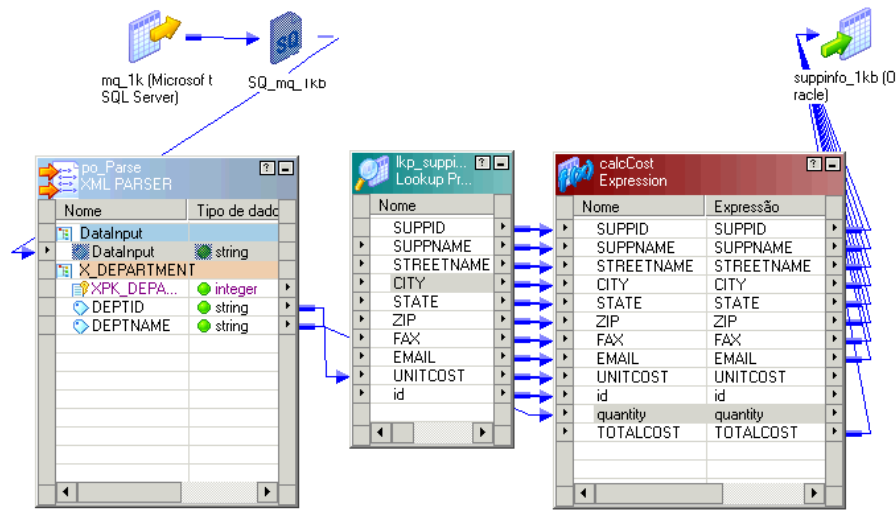 mq_1k (Microsoft
SQL Server)
SQ
SQ_mq_1kb
suppinfo_1kb (O
racle)
po_Parse
XML PARSER
Nome Tipo de dado
DataInput
DataInput string
X_DEPARTMENT
XPK_DEPA... integer
DEPTID string
DEPTNAME string
lkp_suppi...
Lookup Pr...
Nome
SUPPID
SUPPNAME
STREETNAME
CITY
STATE
ZIP
FAX
EMAIL
UNITCOST
id
f(x)
calcCost
Expression
Nome Expressão
SUPPID SUPPID
SUPPNAME SUPPNAME
STREETNAME STREETNAME
CITY CITY
STATE STATE
ZIP ZIP
FAX FAX
EMAIL EMAIL
UNITCOST UNITCOST
id id
quantity quantity
TOTALCOST TOTALCOST